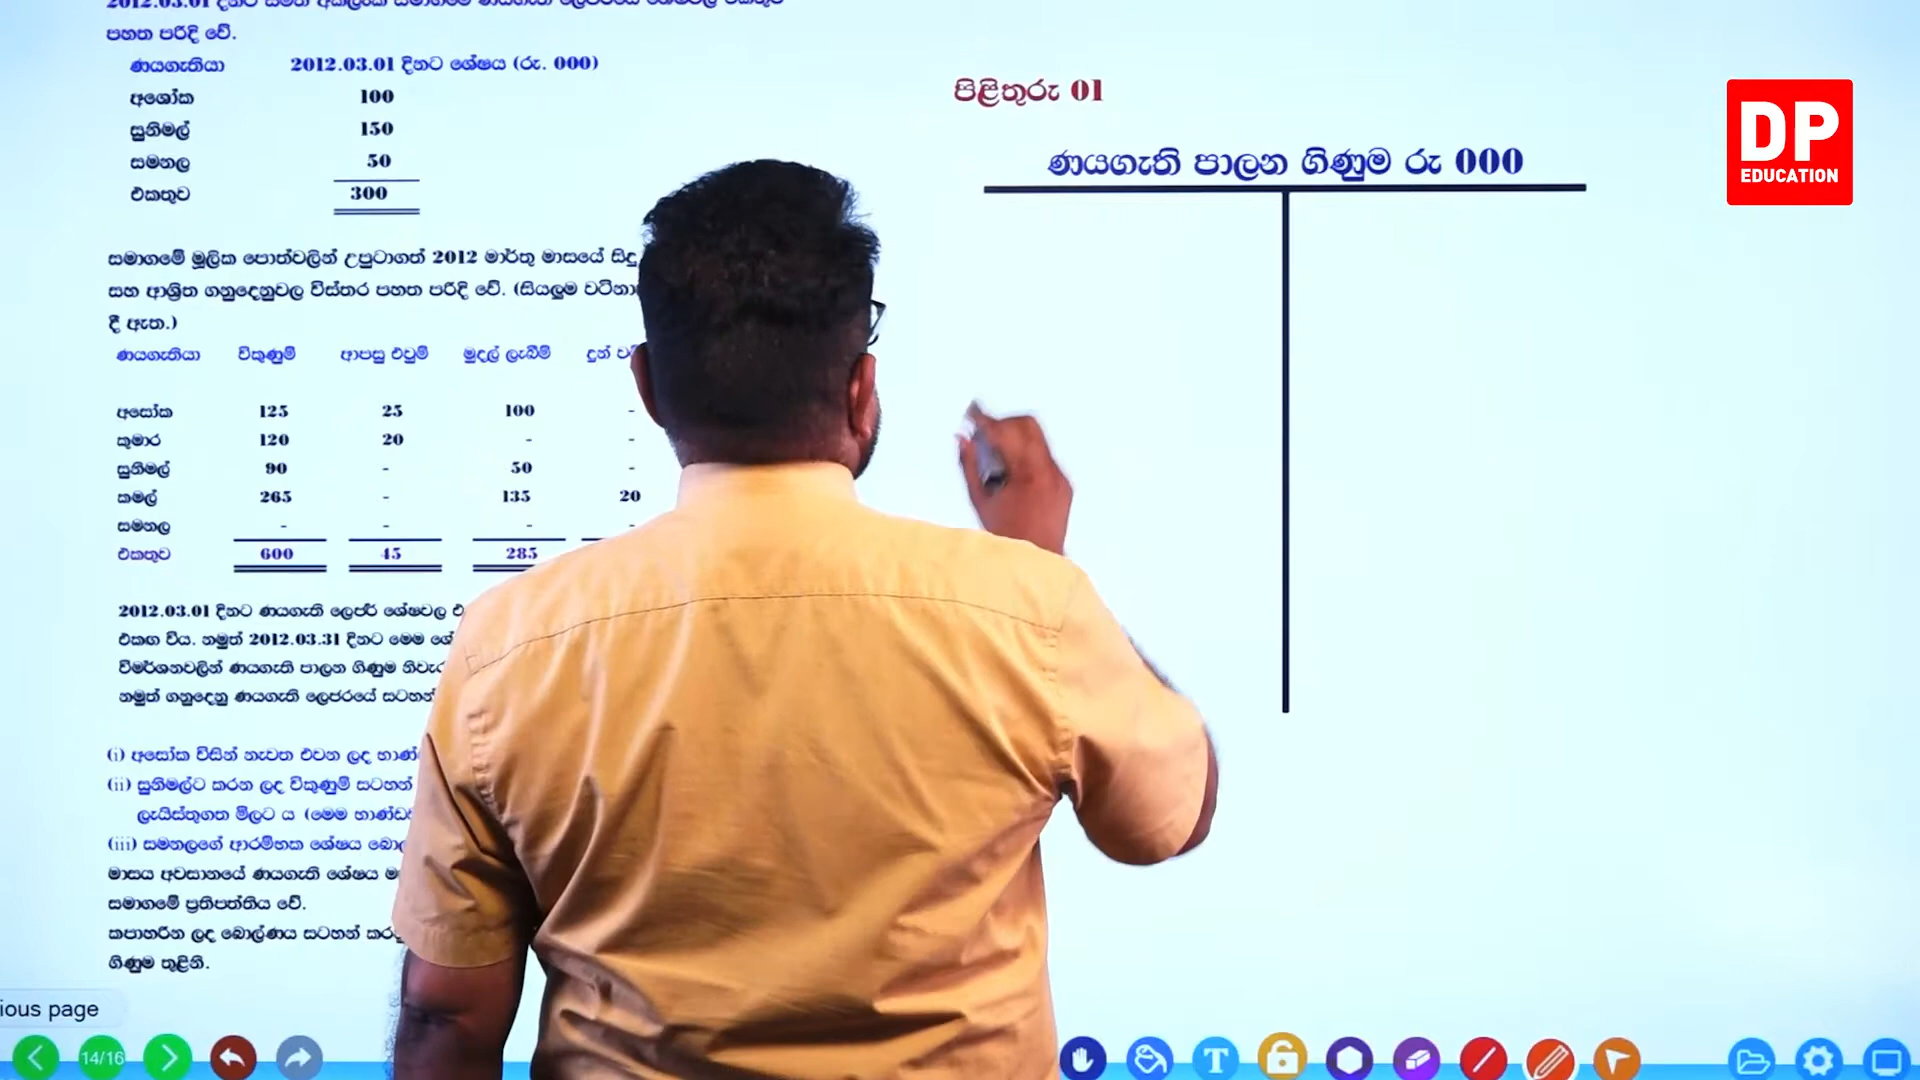 පහත පරිදි වේ.
ණයගැතියා 2012.03.01 දිනට ශේෂය (රු. 000)
අශෝක 100
සුනිමල් 150
සමනල 50
එකතුව 300
සමාගමේ මූලික පොත්වලින් උපුටාගත් 2012 මාර්තු මාසයේ සිදු
සහ ආශ්‍රිත ගනුදෙනුවල විස්තර පහත පරිදි වේ. (සියලුම
දී ඇත.)
ණයගැතියා විකුණුම් ආපසු එවුම් මුදල් ලැබීම් දුන්
අසෝක 125 25 100 -
කුමාර 120 20 - -
සුනිමල් 90 - 50 -
කමල් 265 - 135 20
සමනල - - - -
එකතුව 600 45 285
2012.03.01 දිනට ණයගැති ලෙජර් ශේෂවල
එකඟ විය. නමුත් 2012.03.31 දිනට මෙම
විමර්ශනවලින් ණයගැති පාලන ගිණුම
නමුත් ගනුදෙනු ණයගැති ලෙජරයේ සටහන්
(i) අසෝක විසින් නැවත එවන ලද
(ii) සුනිමල්ට කරන ලද විකුණුම් සටහන්
ලැයිස්තුගත මිලට ය (මෙම
(iii) සමනලගේ ආරම්භක ශේෂය
මාසය අවසානයේ ණයගැති ශේෂය
සමාගමේ ප්‍රතිපත්තිය වේ.
කපාහරින ලද බොල්ණය සටහන්
ගිණුම තුළිනි.
පිළිතුරු 01
ණයගැති පාලන ගිණුම රු 000
DP
EDUCATION
ious page
14/16
T